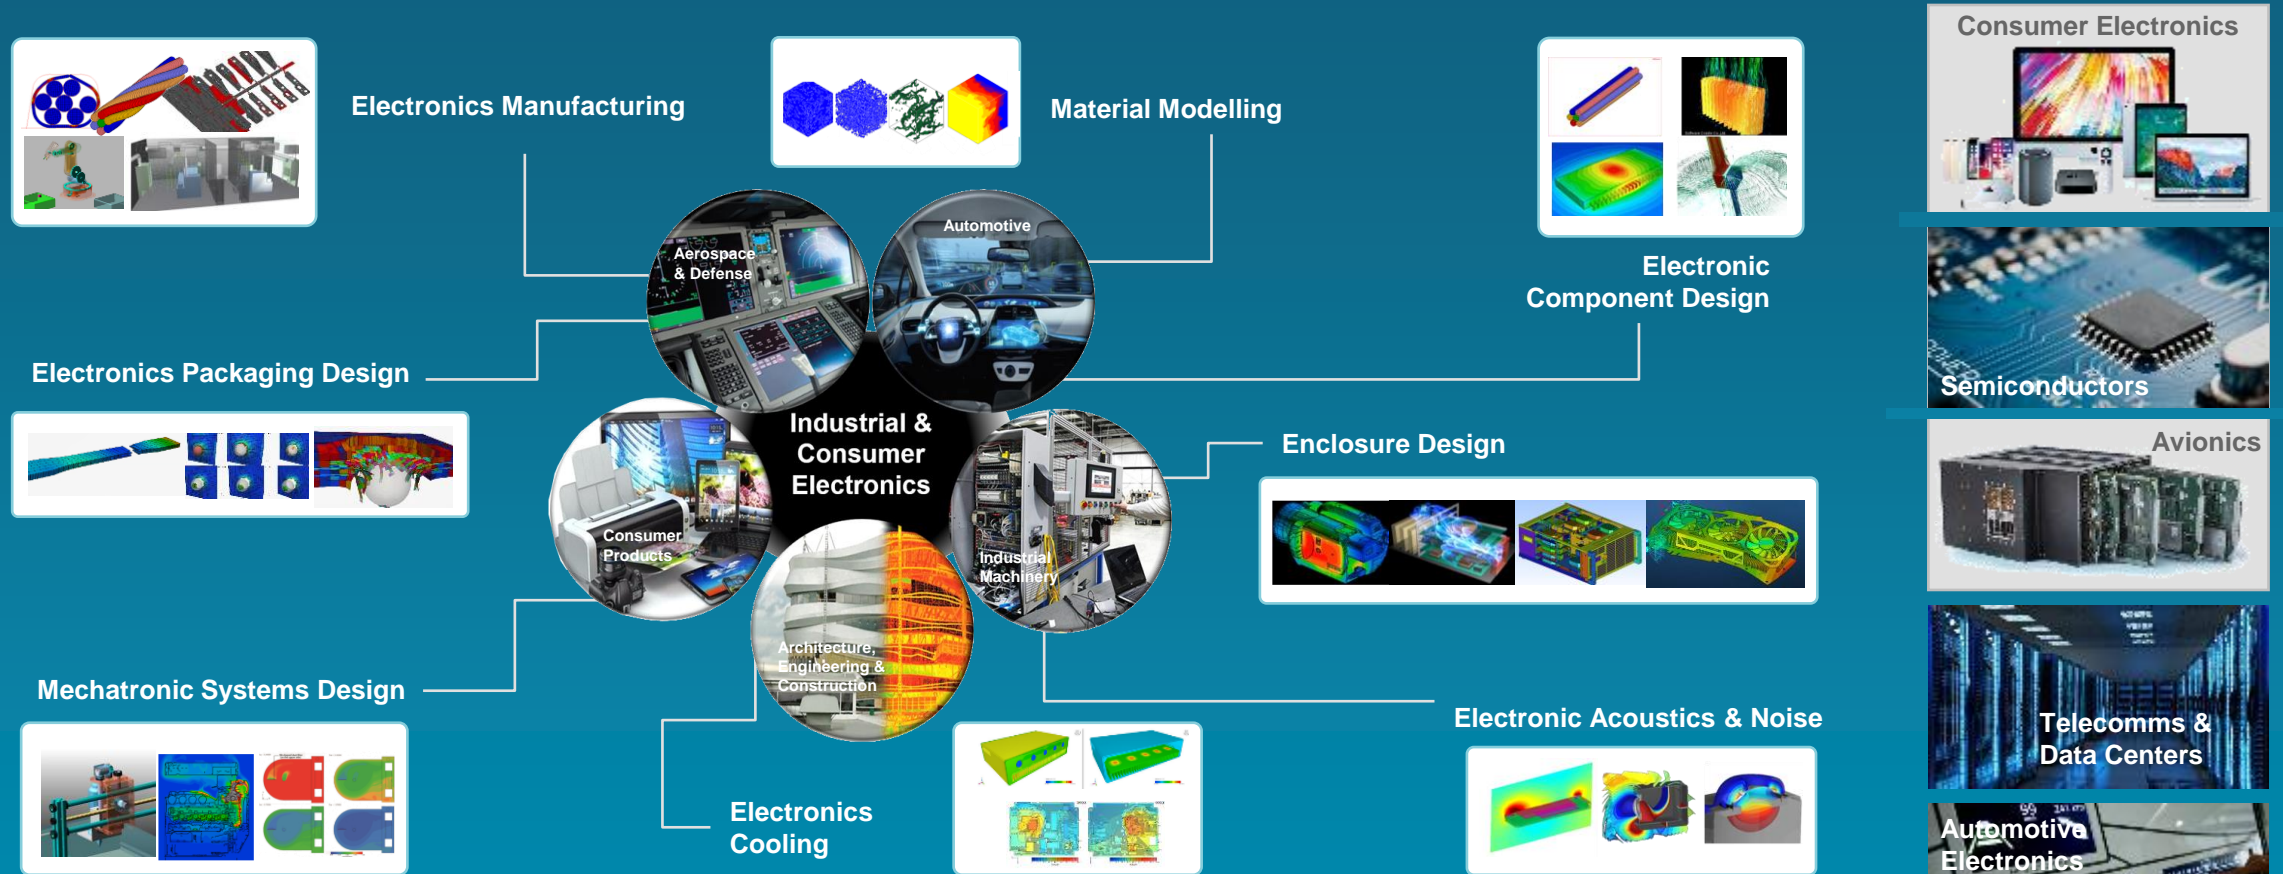 Consumer Electronics
Electronics Manufacturing
Material Modelling
Automotive
Aerospace
& Defense
Electronic
Component Design
Electronics Packaging Design
Semiconductors
Industrial &
Consumer
Electronics
Enclosure Design
Avionics
Consumer
Products
Industrial
Machinery
Architecture,
Engineering &
Construction
Mechatronic Systems Design
Electronic Acoustics & Noise
Telecomms &
Data Centers
Electronics
Cooling
Automotive
Electronics